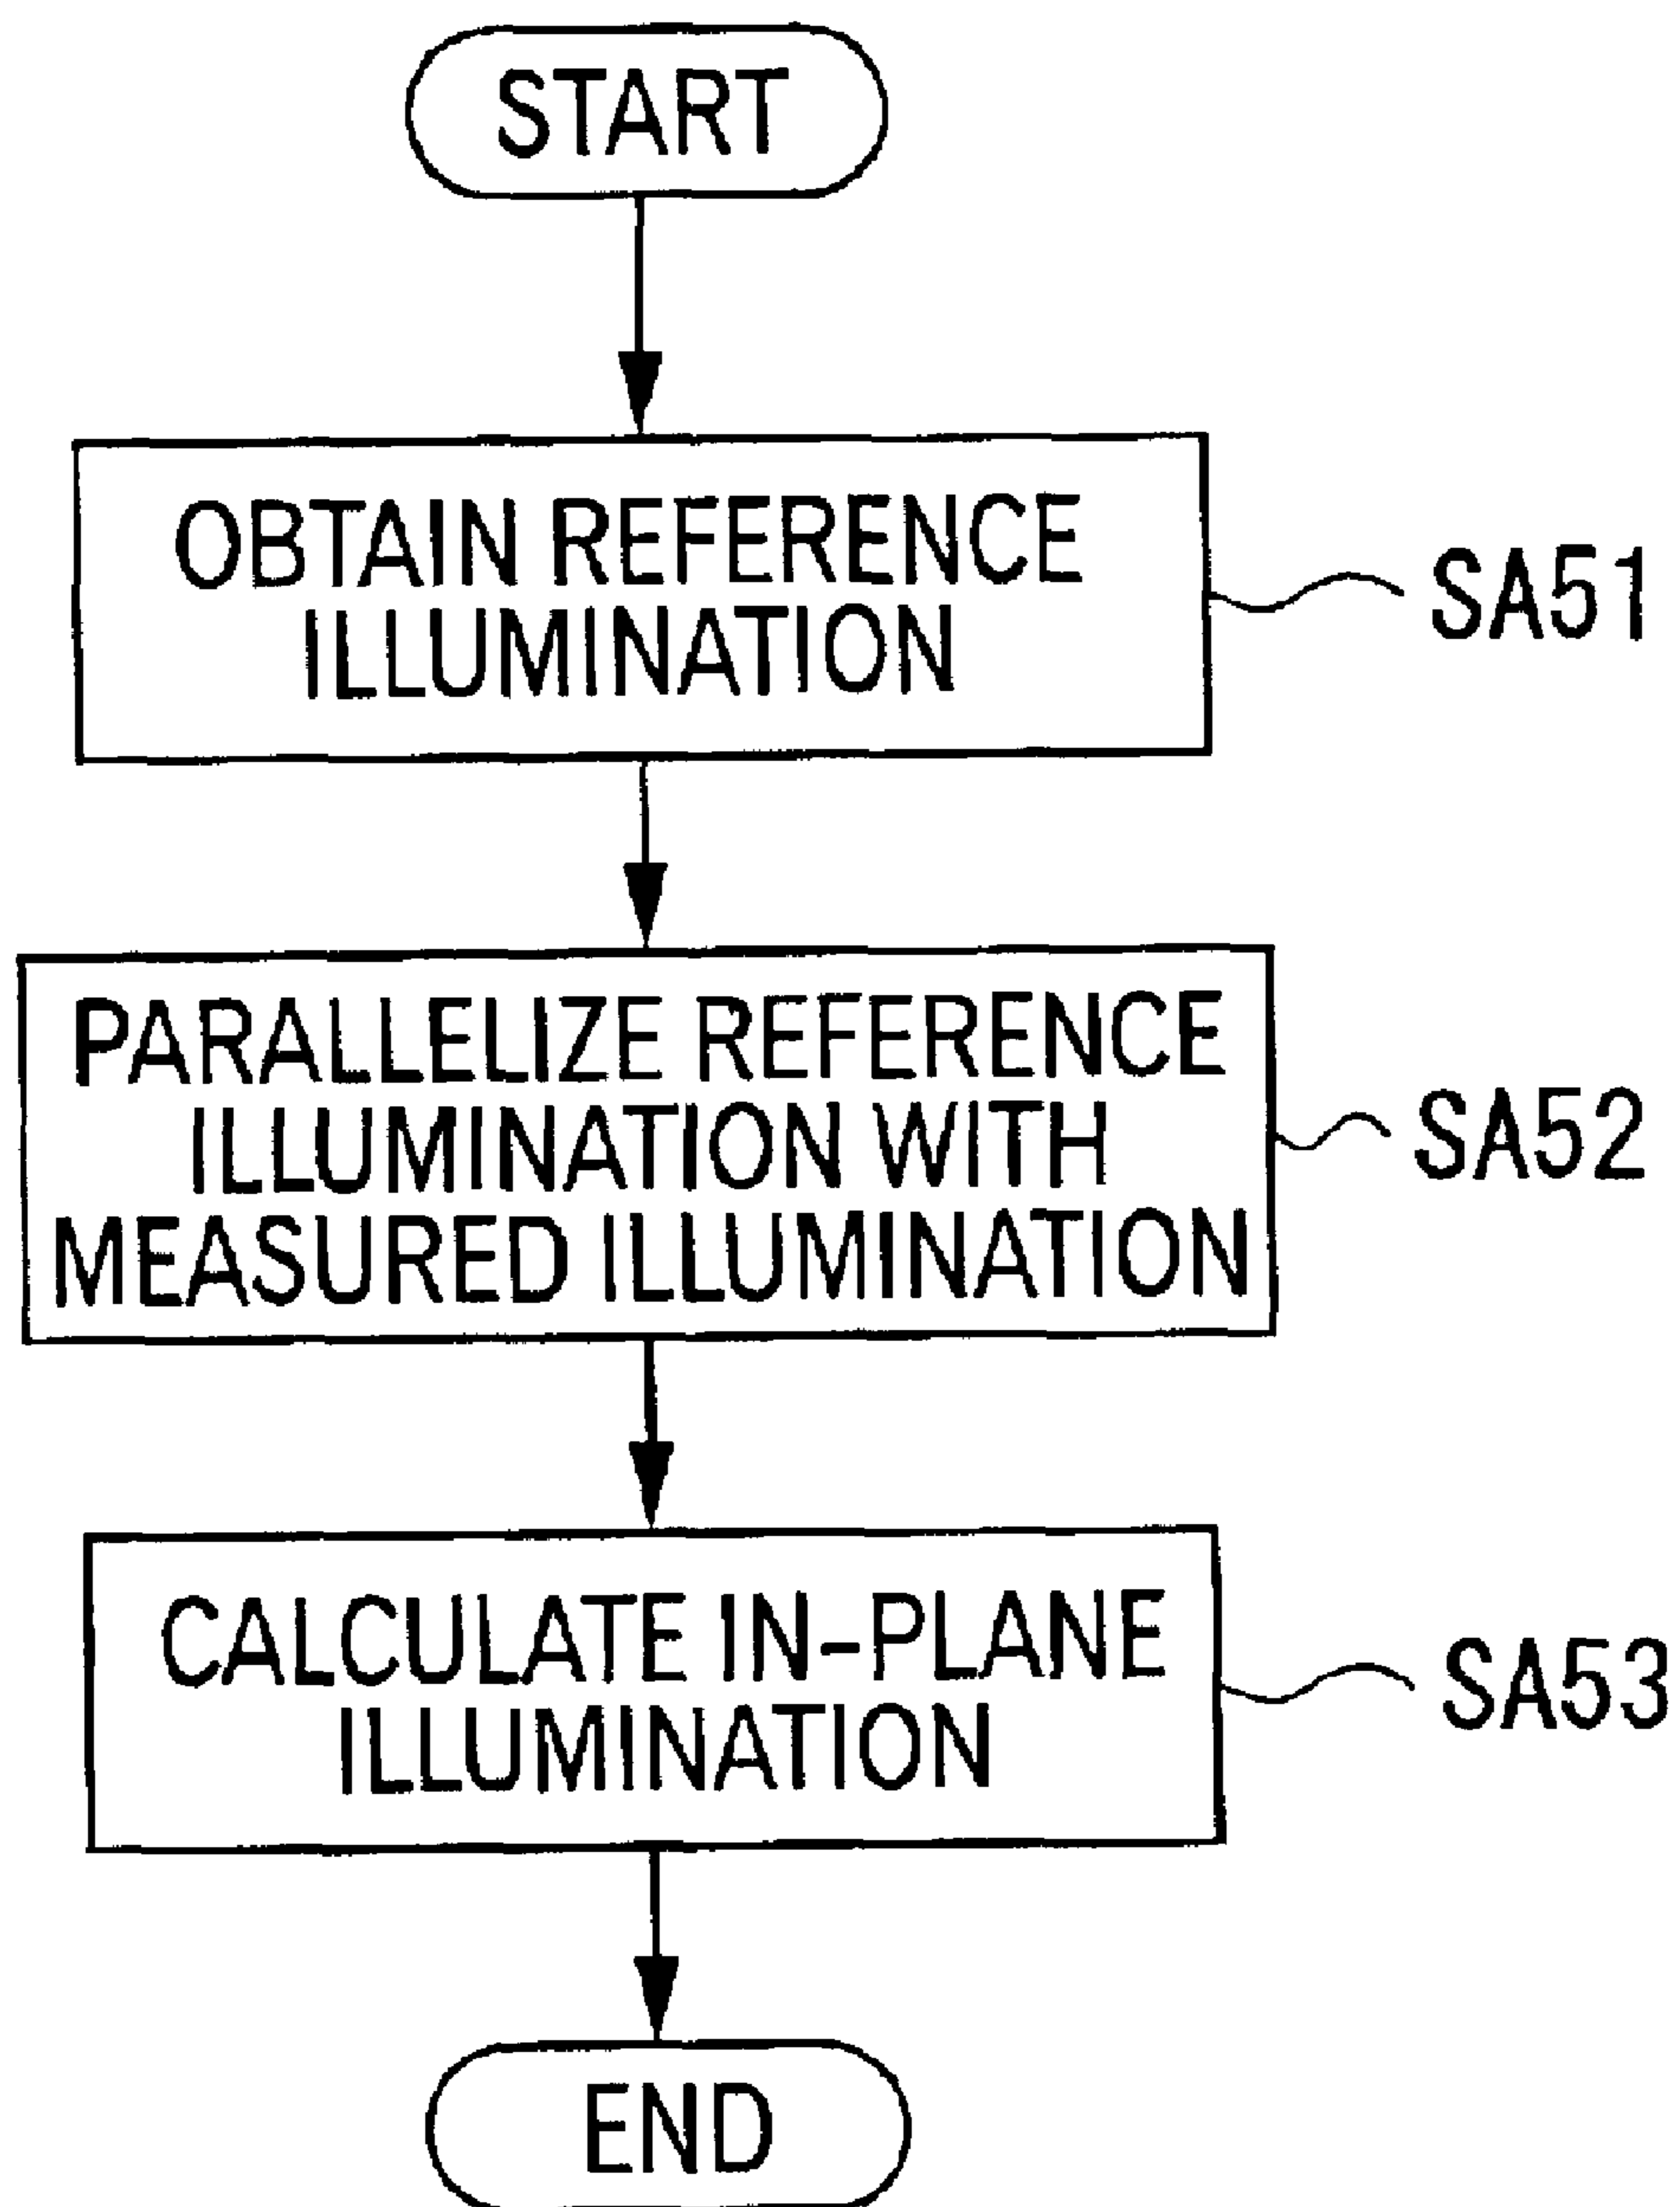 START
OBTAIN REFERENCE
ILLUMINATION
SA51
PARALLELIZE REFERENCE
ILLUMINATION WITH
MEASURED ILLUMINATION
SA52
CALCULATE IN-PLANE
ILLUMINATION
SA53
END